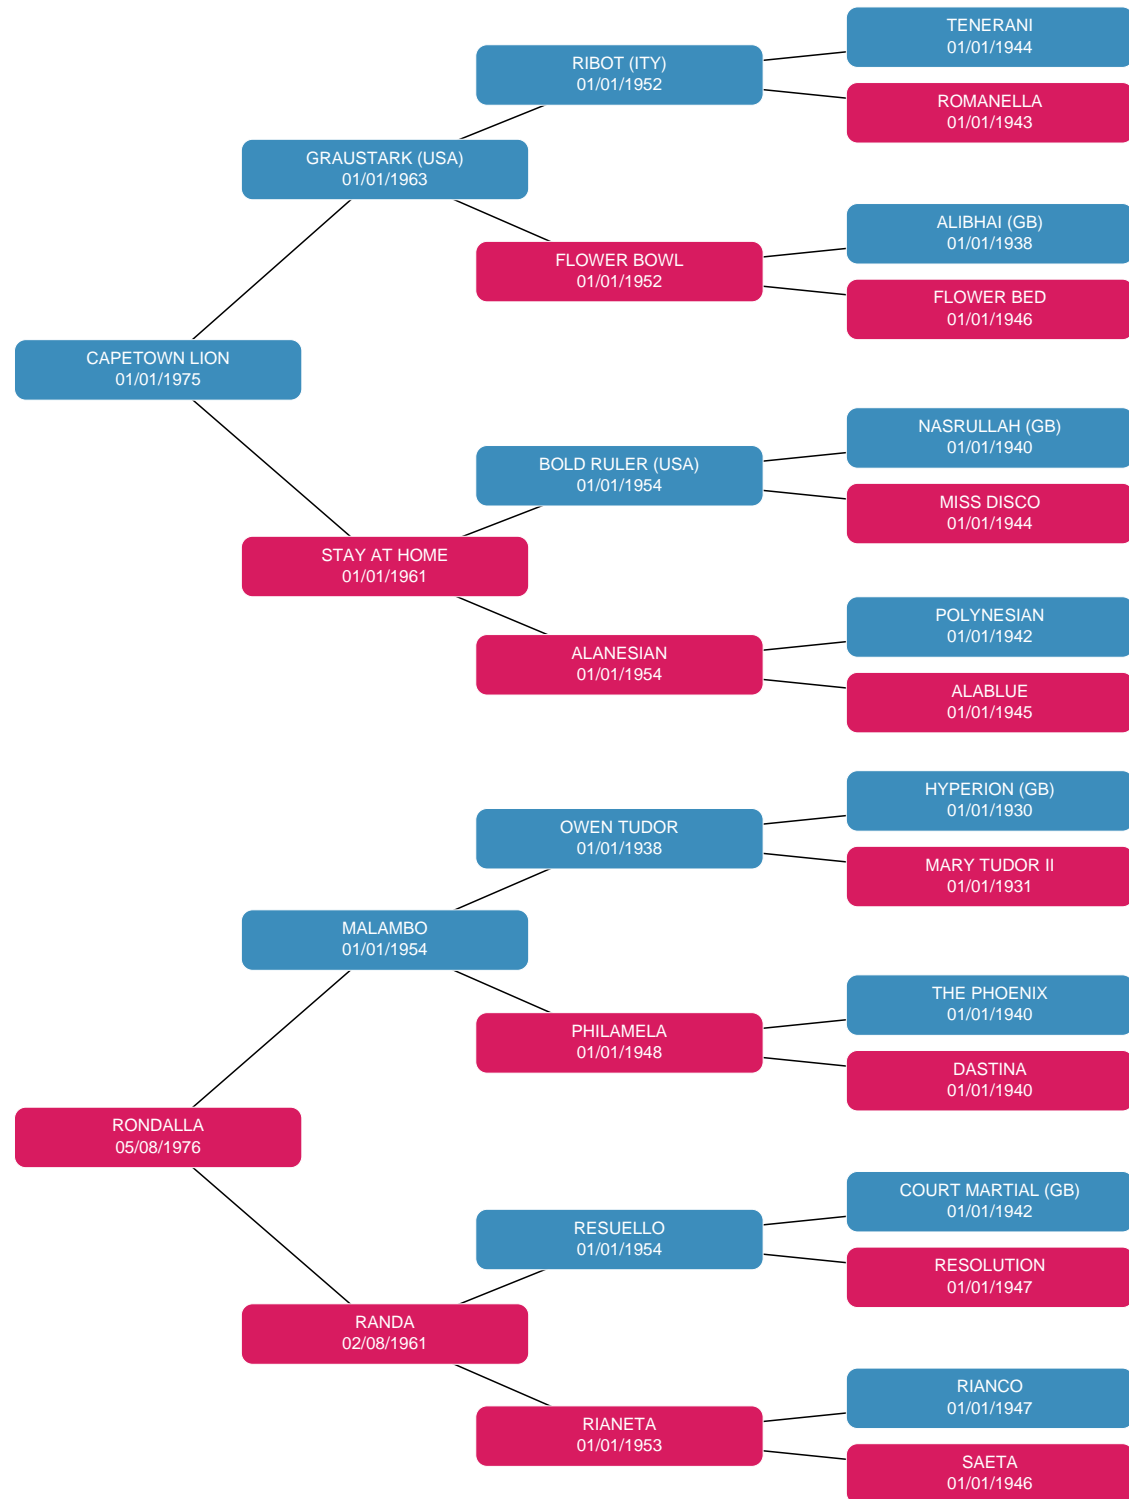 TENERANI
01/01/1944
RIBOT (ITY)
01/01/1952
ROMANELLA
01/01/1943
GRAUSTARK (USA)
01/01/1963
ALIBHAI (GB)
01/01/1938
FLOWER BOWL
01/01/1952
FLOWER BED
01/01/1946
CAPETOWN LION
01/01/1975
NASRULLAH (GB)
01/01/1940
BOLD RULER (USA)
01/01/1954
MISS DISCO
01/01/1944
STAY AT HOME
01/01/1961
POLYNESIAN
01/01/1942
ALANESIAN
01/01/1954
ALABLUE
01/01/1945
HYPERION (GB)
01/01/1930
OWEN TUDOR
01/01/1938
MARY TUDOR II
01/01/1931
MALAMBO
01/01/1954
THE PHOENIX
01/01/1940
PHILAMELA
01/01/1948
DASTINA
01/01/1940
RONDALLA
05/08/1976
COURT MARTIAL (GB)
01/01/1942
RESUELLO
01/01/1954
RESOLUTION
01/01/1947
RANDA
02/08/1961
RIANCO
01/01/1947
RIANETA
01/01/1953
SAETA
01/01/1946